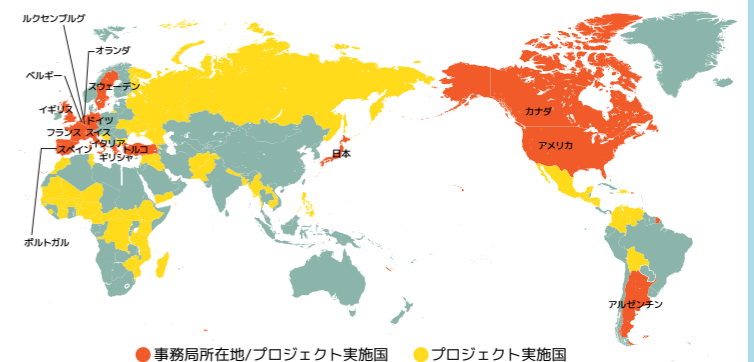 ルクセンブルグ
オランダ
ベルギー
スウェーデン
イギリス
ドイツ
フランス スイス
イタリア
スペイン
トルコ
ギリシャ
ポルトガル
日本
カナダ
アメリカ
アルゼンチン
事務局所在地/プロジェクト実施国
プロジェクト実施国